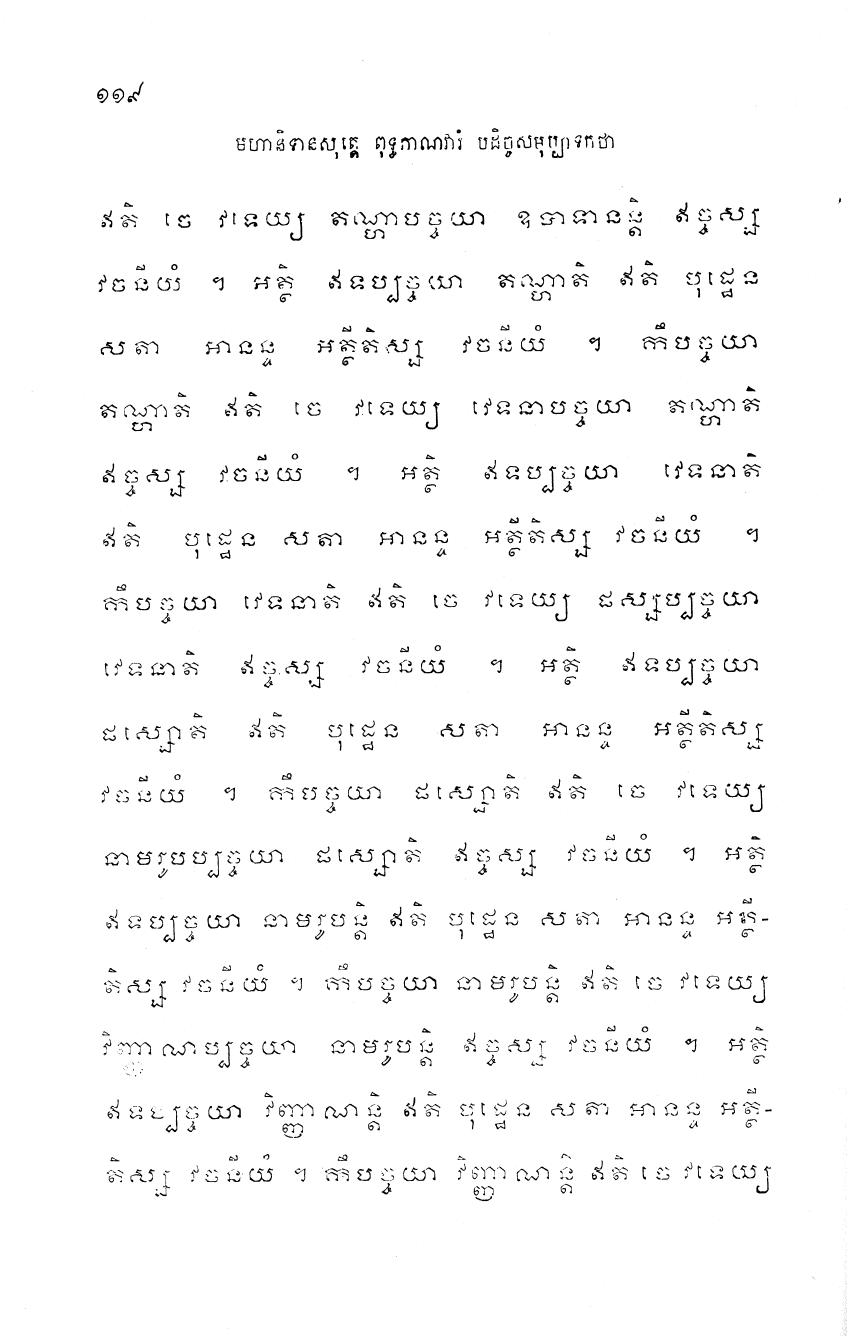 ១១៩
មហានិទានសុត្តេ ពុទ្ធភាណវារំ បដិច្ចសមុប្បាទកថា
ឥតិ ចេ វទេយ្យ តណ្ហាបច្ចយា ឧបាទានន្តិ ឥច្ចស្ស
វចនីយំ ។ អត្ថិ ឥទប្បច្ចយា តណ្ហាតិ ឥតិ បុដ្ឋេន
សតា អានន្ទ អត្ថីតិស្ស វចនីយំ ។ កឹបច្ចយា
តណ្ហាតិ ឥតិ ចេ វទេយ្យ វេទនាបច្ចយា តណ្ហាតិ
ឥច្ចស្ស វចនីយំ ។ អត្ថិ ឥទប្បច្ចយា វេទនាតិ
ឥតិ បុដ្ឋេន សតា អានន្ទ អត្ថីតិស្ស វចនីយំ ។
កឹបច្ចយា វេទនាតិ ឥតិ ចេ វទេយ្យ ផស្សប្បច្ចយា
វេទនាតិ ឥច្ចស្ស វចនីយំ ។ អត្ថិ ឥទប្បច្ចយា
ផស្សោតិ ឥតិ បុដ្ឋេន សតា អានន្ទ អត្ថីតិស្ស
វចនីយំ ។ កឹបច្ចយា ផស្សោតិ ឥតិ ចេ វទេយ្យ
នាមរូបប្បច្ចយា ផស្សោតិ ឥច្ចស្ស វចនីយំ ។ អត្ថិ
ឥទប្បច្ចយា នាមរូបន្តិ ឥតិ បុដ្ឋេន សតា អានន្ទ អត្ថី-
តិស្ស វចនីយំ ។ កឹបច្ចយា នាមរូបន្តិ ឥតិ ចេ វទេយ្យ
វិញ្ញាណប្បច្ចយា នាមរូបន្តិ ឥច្ចស្ស វចនីយំ ។ អត្ថិ
ឥទប្បច្ចយា វិញ្ញាណន្តិ ឥតិ បុដ្ឋេន សតា អានន្ទ អត្ថី-
តិស្ស វចនីយំ ។ កឹបច្ចយា វិញ្ញាណន្តិ ឥតិ ចេ វទេយ្យ